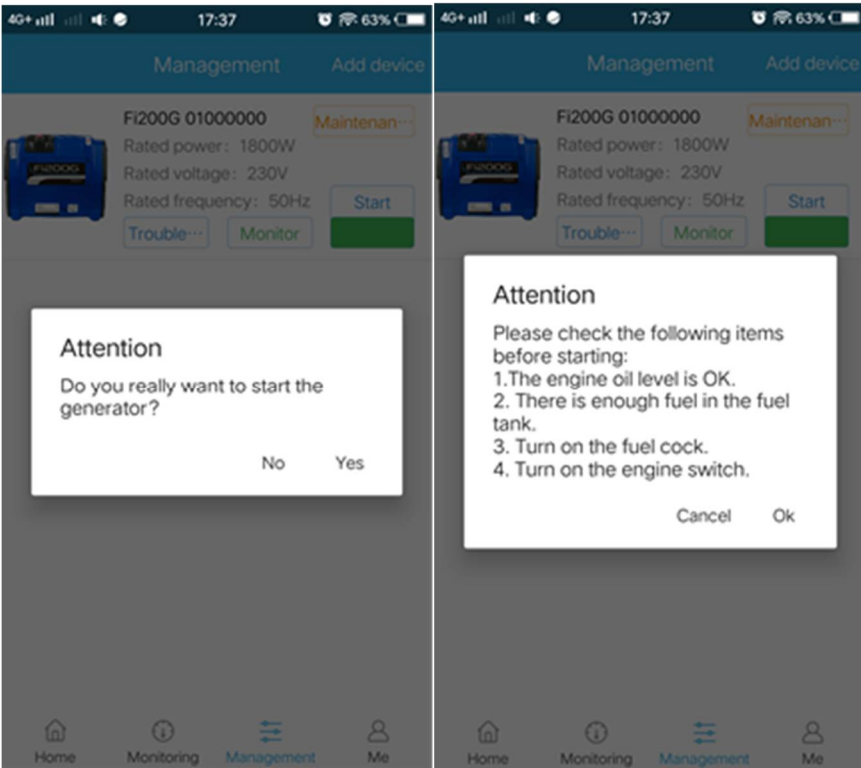 4G+ 17:37 63%
Management Add device
Fi200G 01000000 Maintenan...
Rated power: 1800W
Rated voltage: 230V
Rated frequency: 50Hz Start
Trouble... Monitor
Attention
Do you really want to start the
generator?
No Yes
Home Monitoring Management Me
4G+ 17:37 63%
Management Add device
Fi200G 01000000 Maintenan...
Rated power: 1800W
Rated voltage: 230V
Rated frequency: 50Hz Start
Trouble... Monitor
Attention
Please check the following items
before starting:
1.The engine oil level is OK.
2. There is enough fuel in the fuel
tank.
3. Turn on the fuel cock.
4. Turn on the engine switch.
Cancel Ok
Home Monitoring Management Me